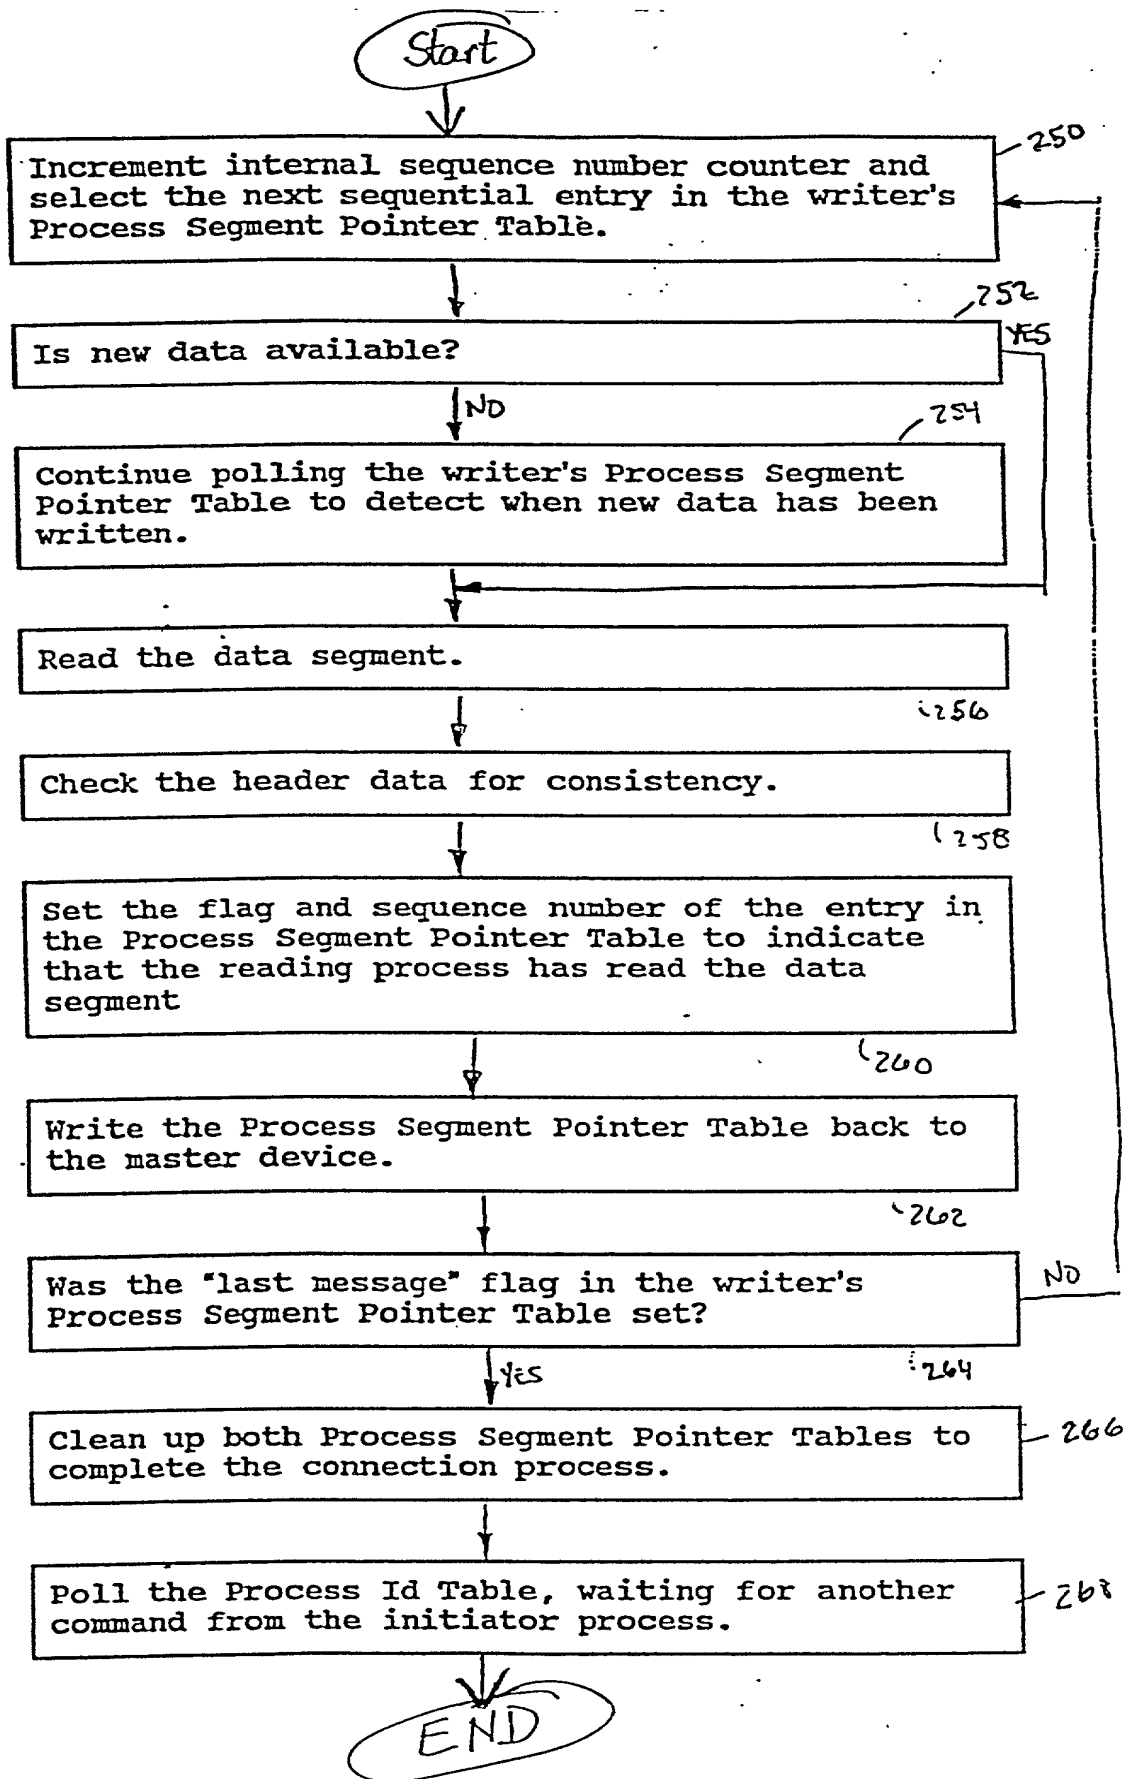 Start
250
Increment internal sequence number counter and
select the next sequential entry in the writer's
Process Segment Pointer Table.
252
Is new data available?
YES
NO
254
Continue polling the writer's Process Segment
Pointer Table to detect when new data has been
written.
Read the data segment.
256
Check the header data for consistency.
258
Set the flag and sequence number of the entry in
the Process Segment Pointer Table to indicate
that the reading process has read the data
segment
260
Write the Process Segment Pointer Table back to
the master device.
262
Was the "last message" flag in the writer's
Process Segment Pointer Table set?
NO
264
YES
Clean up both Process Segment Pointer Tables to
complete the connection process.
266
Poll the Process Id Table, waiting for another
command from the initiator process.
268
END